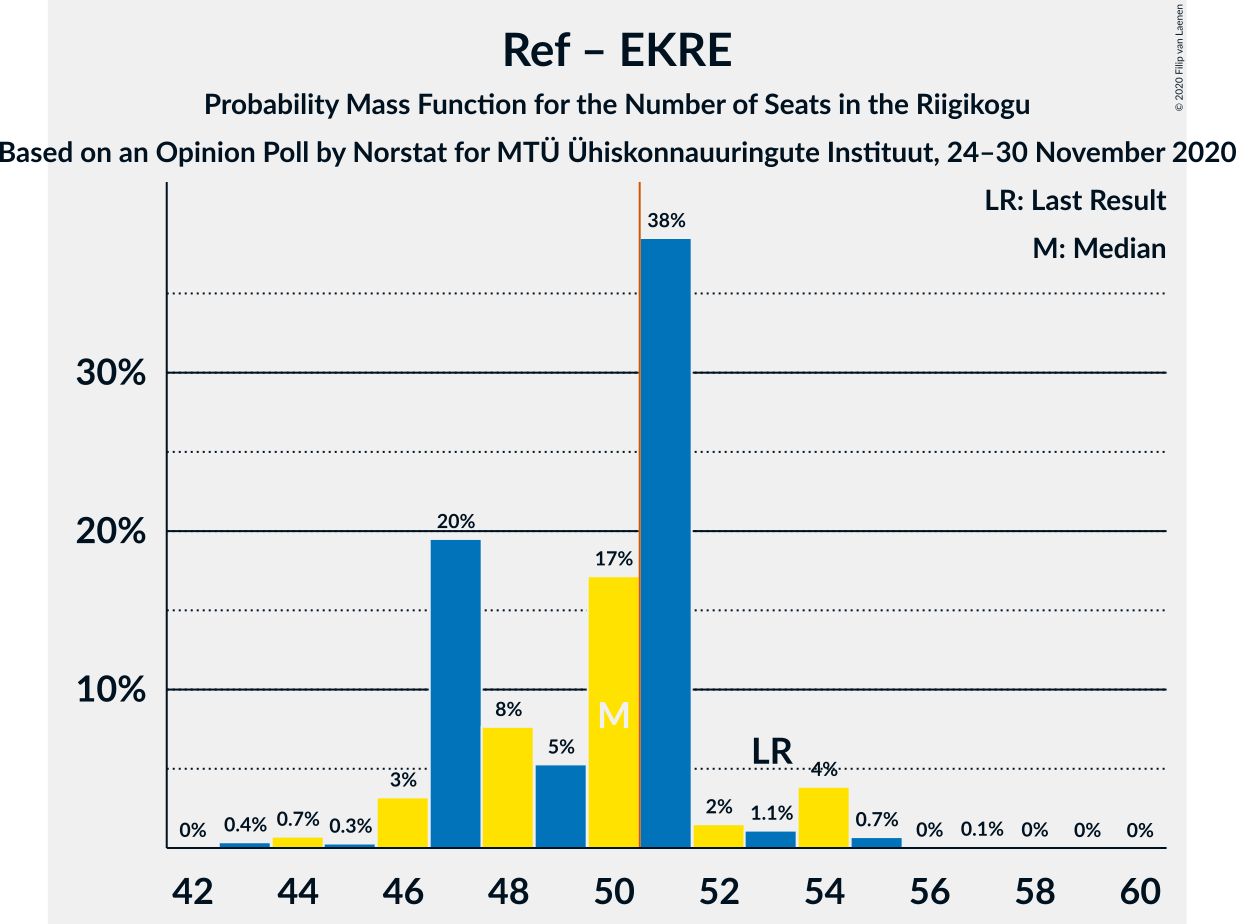 Ref – EKRE
Probability Mass Function for the Number of Seats in the Riigikogu
Based on an Opinion Poll by Norstat for MTÜ Ühiskonnauuringute Instituut, 24–30 November 2020
© 2020 Filip van Laenen
LR: Last Result
M: Median
30%
20%
10%
0%
0.4%
0.7%
0.3%
3%
20%
8%
5%
17%
38%
2%
1.1%
4%
0.7%
0%
0.1%
0%
0%
0%
M
LR
42 44 46 48 50 52 54 56 58 60